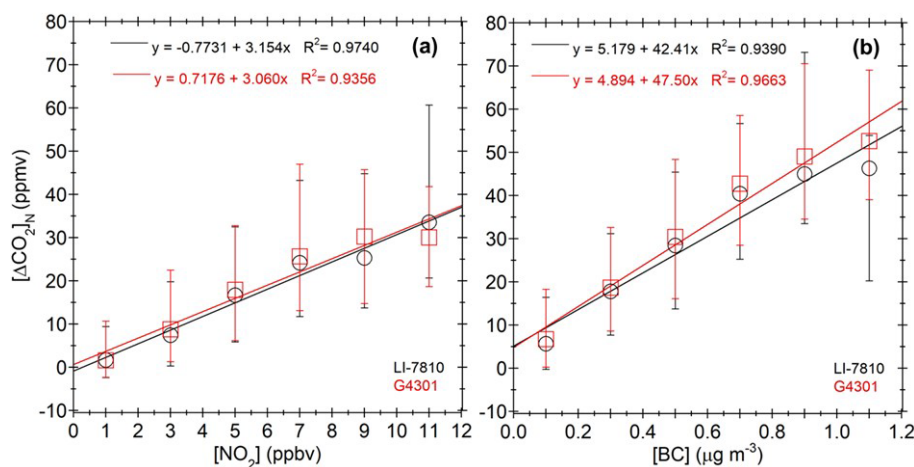 y = -0.7731 + 3.154x R²= 0.9740 (a)
y = 0.7176 + 3.060x R²= 0.9356
80
70
60
50
40
30
20
10
0
-10
[ΔCO₂]N (ppmv)
LI-7810
G4301
0 1 2 3 4 5 6 7 8 9 10 11 12
[NO₂] (ppbv)
y = 5.179 + 42.41x R²= 0.9390 (b)
y = 4.894 + 47.50x R²= 0.9663
80
70
60
50
40
30
20
10
0
-10
LI-7810
G4301
0.0 0.2 0.4 0.6 0.8 1.0 1.2
[BC] (μg m⁻³)